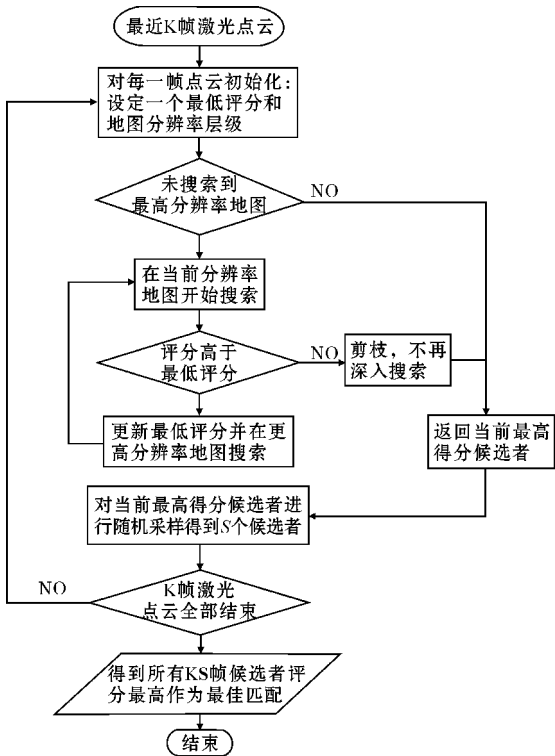 最近K帧激光点云
对每一帧点云初始化：
设定一个最低评分和
地图分辨率层级
未搜索到
最高分辨率地图
NO
在当前分辨率
地图开始搜索
评分高于
最低评分
NO
剪枝，不再
深入搜索
更新最低评分并在更
高分辨率地图搜索
返回当前最高
得分候选者
对当前最高得分候选者进
行随机采样得到S个候选者
NO
K帧激光
点云全部结束
得到所有KS帧候选者评
分最高作为最佳匹配
结束